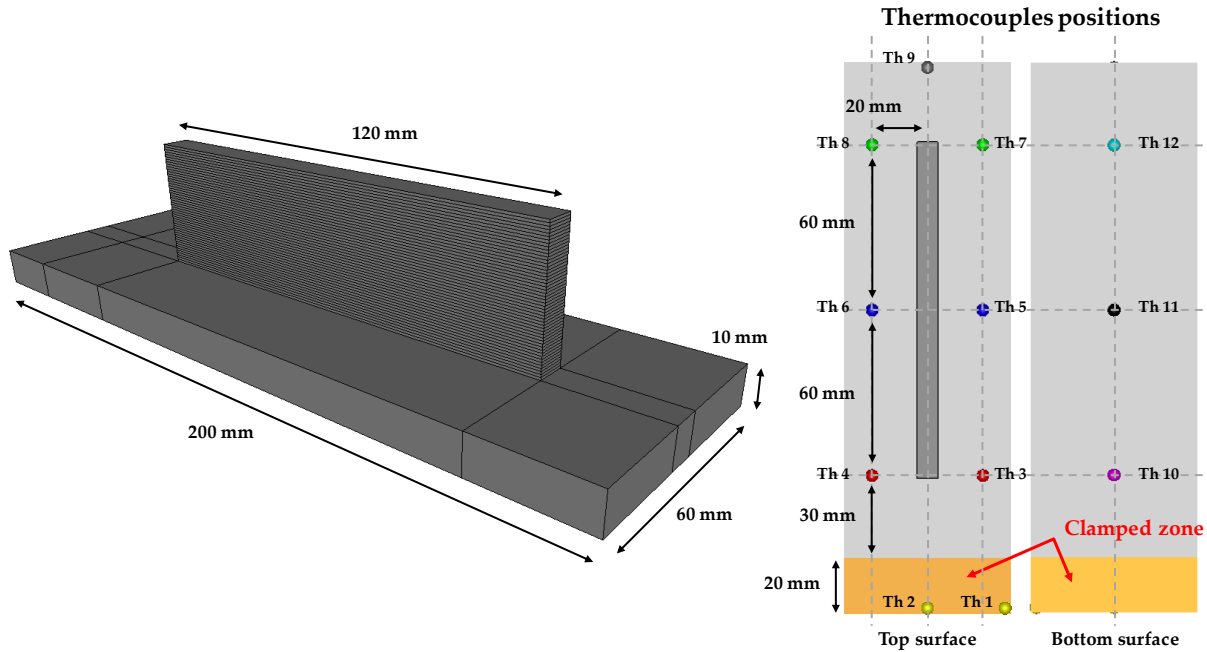 Thermocouples positions
Th 9
20 mm
120 mm
Th 8
Th 7
Th 12
60 mm
Th 6
Th 5
Th 11
10 mm
60 mm
200 mm
Th 4
Th 3
Th 10
60 mm
30 mm
Clamped zone
20 mm
Th 2
Th 1
Top surface
Bottom surface